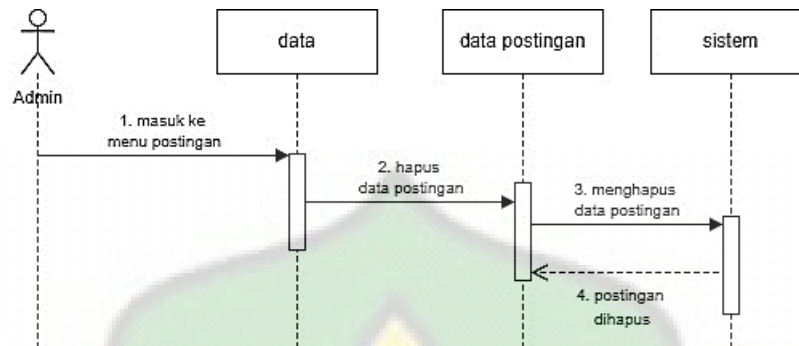 data
data postingan
sistem
Admin
1. masuk ke
menu postingan
2. hapus
data postingan
3. menghapus
data postingan
4. postingan
dihapus